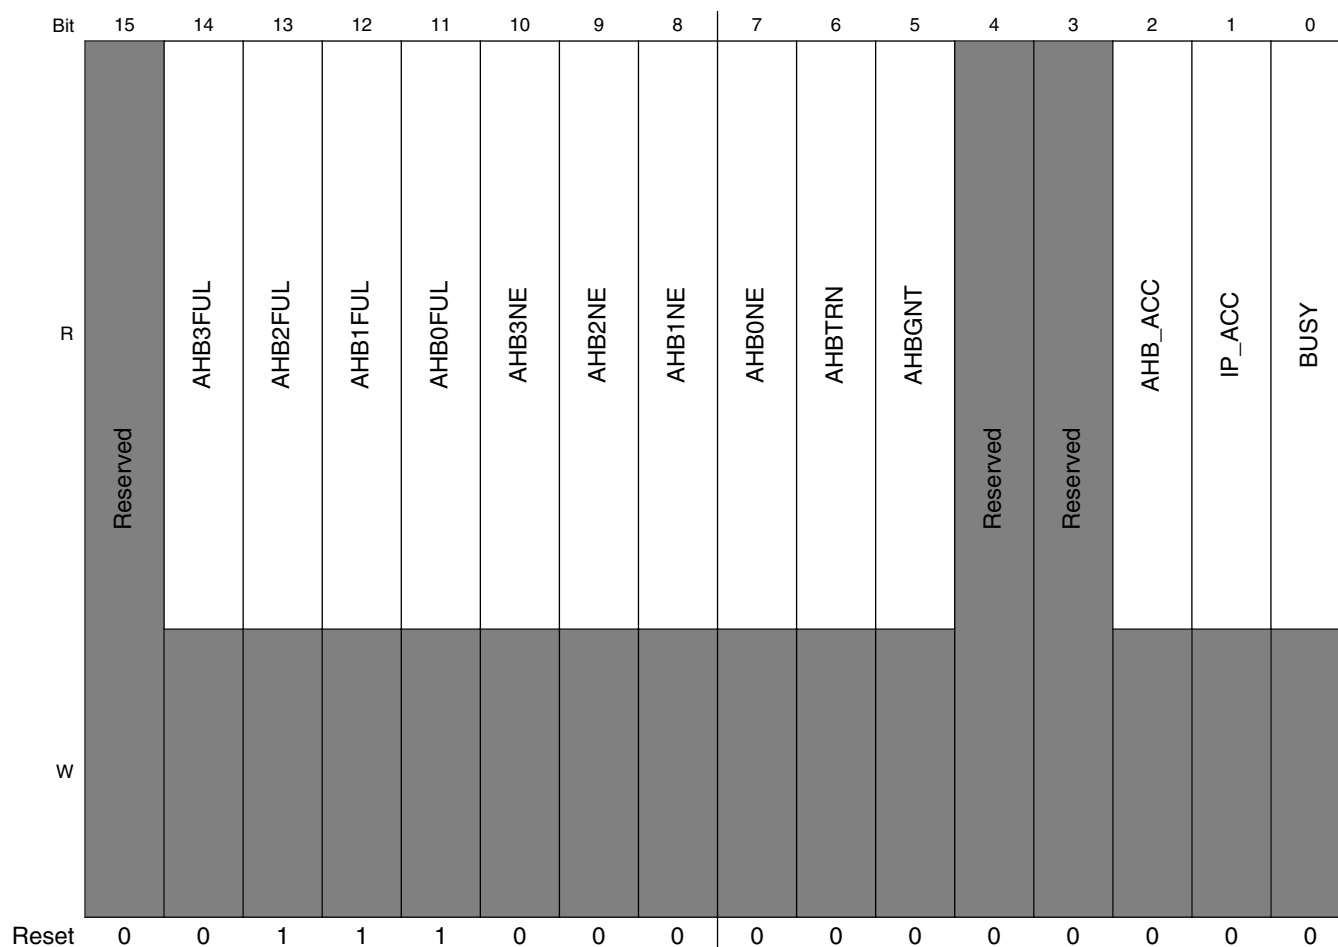 Bit 15 14 13 12 11 10 9 8 7 6 5 4 3 2 1 0
R Reserved AHB3FUL AHB2FUL AHB1FUL AHB0FUL AHB3NE AHB2NE AHB1NE AHB0NE AHBTRN AHBGNT Reserved Reserved AHB_ACC IP_ACC BUSY
W
Reset 0 0 1 1 1 0 0 0 0 0 0 0 0 0 0 0